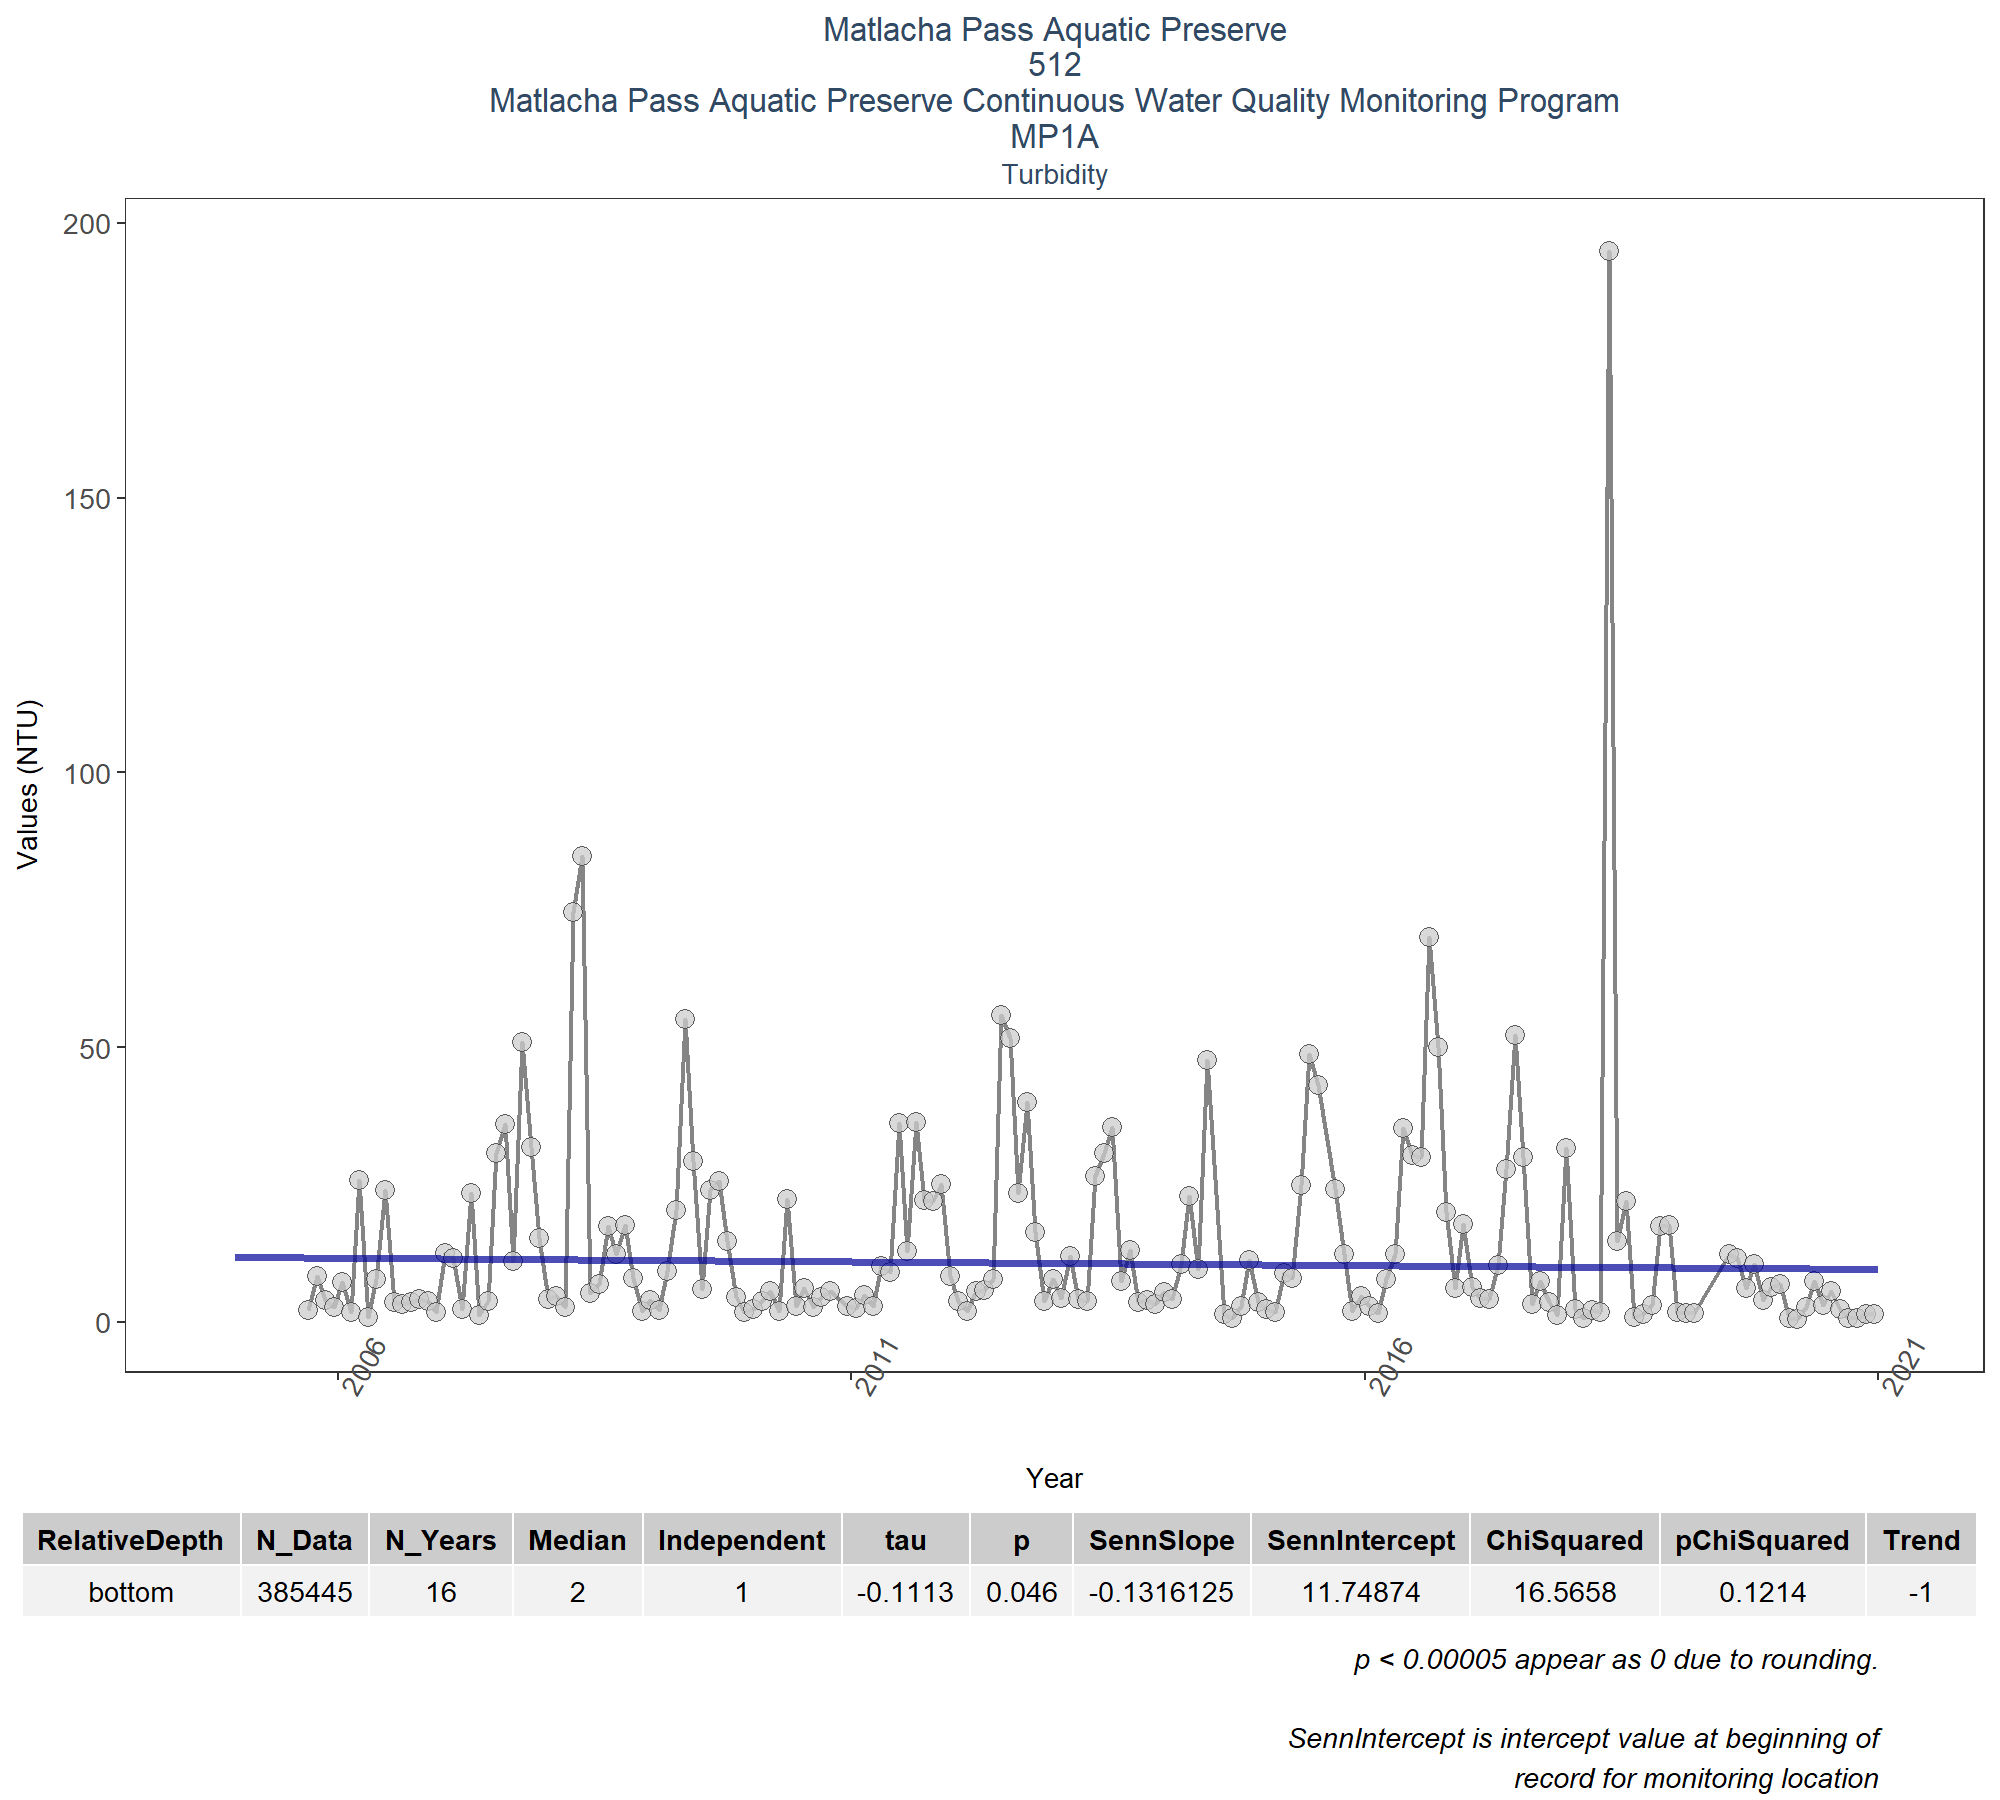 Matlacha Pass Aquatic Preserve
512
Matlacha Pass Aquatic Preserve Continuous Water Quality Monitoring Program
MP1A
Turbidity
Values (NTU)
200
150
100
50
0
2006
2011
2016
2021
Year
RelativeDepth N_Data N_Years Median Independent tau p SennSlope SennIntercept ChiSquared pChiSquared Trend
bottom 385445 16 2 1 -0.1113 0.046 -0.1316125 11.74874 16.5658 0.1214 -1
p < 0.00005 appear as 0 due to rounding.
SennIntercept is intercept value at beginning of
record for monitoring location